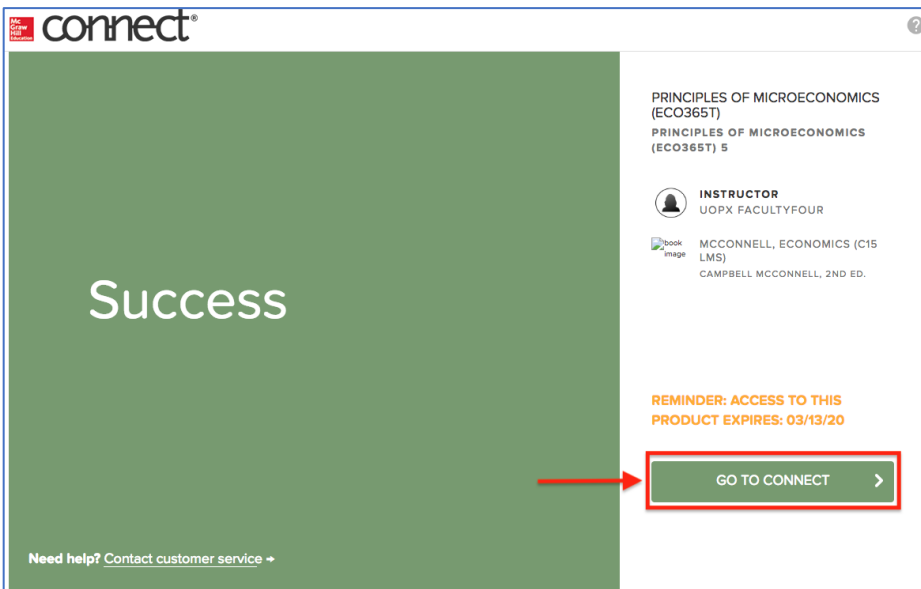 Mc
Graw
Hill
Education
connect®
?
PRINCIPLES OF MICROECONOMICS
(ECO365T)
PRINCIPLES OF MICROECONOMICS
(ECO365T) 5
INSTRUCTOR
UOPX FACULTYFOUR
book
image
MCCONNELL, ECONOMICS (C15
LMS)
CAMPBELL MCCONNELL, 2ND ED.
Success
REMINDER: ACCESS TO THIS
PRODUCT EXPIRES: 03/13/20
GO TO CONNECT
Need help? Contact customer service